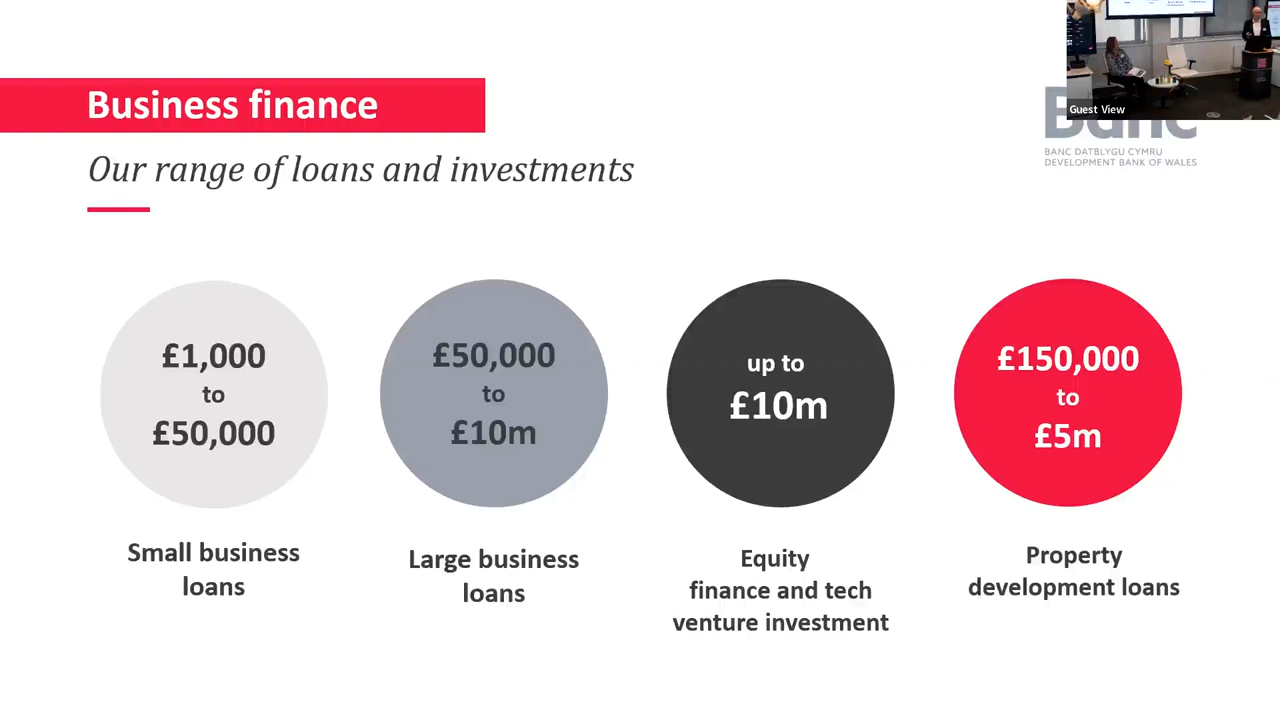 Business finance
Our range of loans and investments
Guest View
Banc
BANC DATBLYGU CYMRU
DEVELOPMENT BANK OF WALES
£1,000
to
£50,000
£50,000
to
£10m
up to
£10m
£150,000
to
£5m
Small business
loans
Large business
loans
Equity
finance and tech
venture investment
Property
development loans